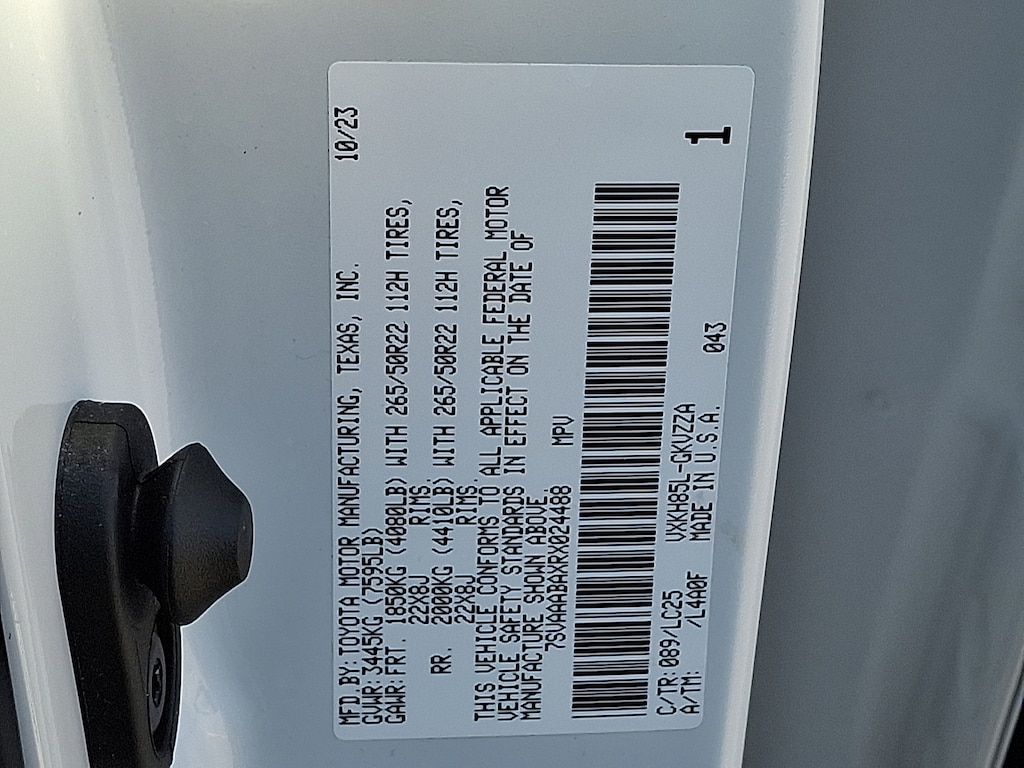 MFD.BY:TOYOTA MOTOR MANUFACTURING, TEXAS, INC. 10/23
GVWR:3445KG (7595LB)
GAWR:FRT. 1850KG (4080LB) WITH 265/50R22 112H TIRES,
22X8J RIMS.
RR. 2000KG (4410LB) WITH 265/50R22 112H TIRES,
22X8J RIMS.
THIS VEHICLE CONFORMS TO ALL APPLICABLE FEDERAL MOTOR
VEHICLE SAFETY STANDARDS IN EFFECT ON THE DATE OF
MANUFACTURE SHOWN ABOVE.
7SVAAABAXRX024488 MPV
C/TR:089/LC25 VXKH85L-GKVZZA
A/TM: /L4A0F MADE IN U.S.A. 043 1